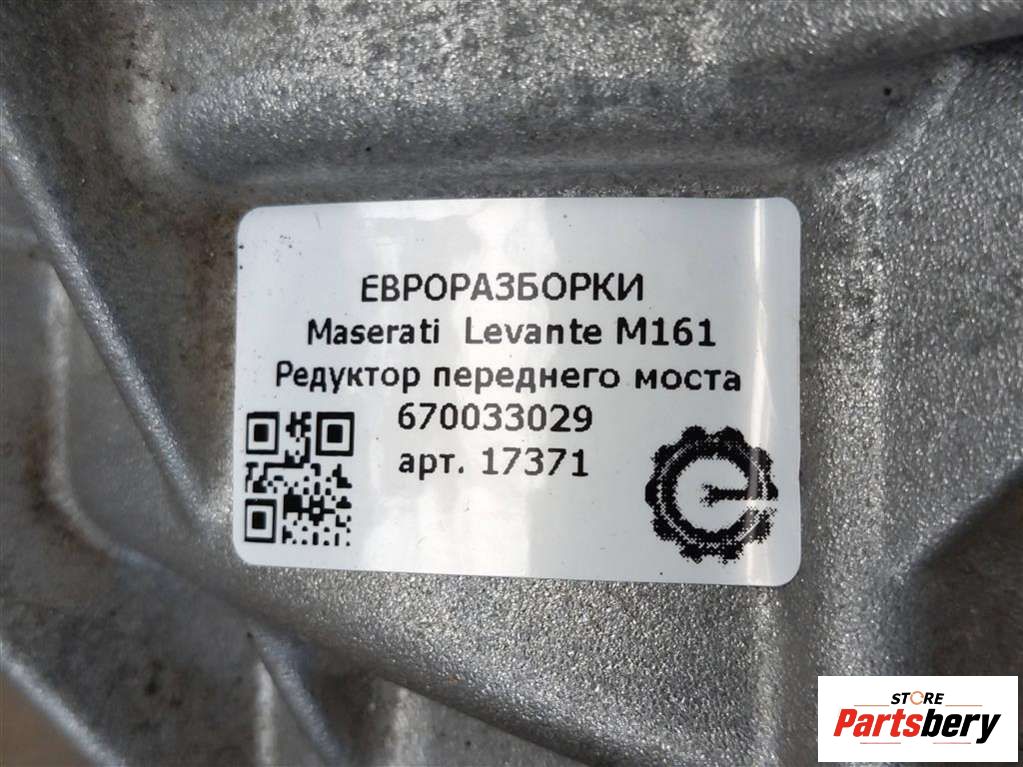 ЕВРОРАЗБОРКИ
Maserati Levante M161
Редуктор переднего моста
670033029
арт. 17371
STORE
Partsbery